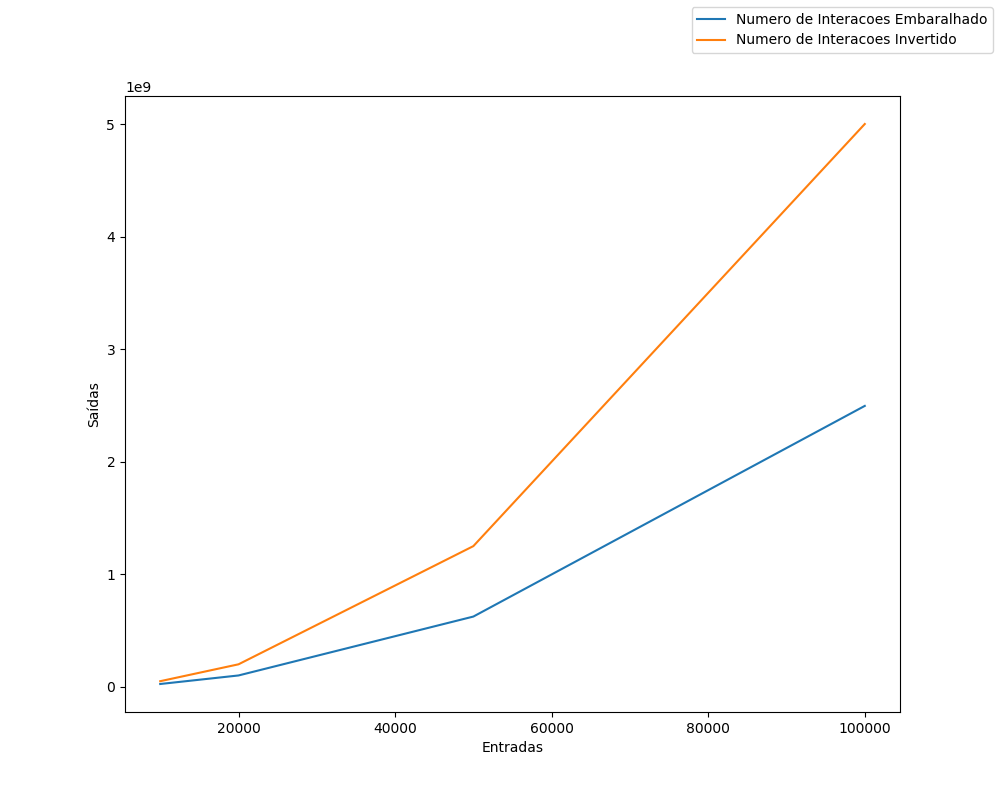 Numero de Interacoes Embaralhado
Numero de Interacoes Invertido
1e9
5
4
3
2
1
0
Saídas
20000 40000 60000 80000 100000
Entradas